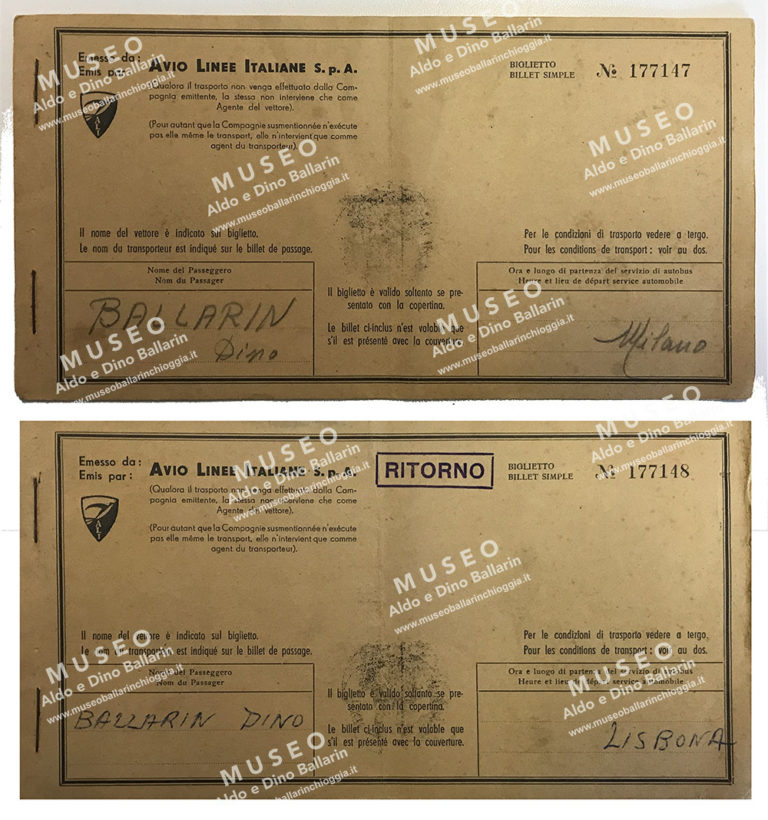 Emesso da:
Emis par:
AVIO LINEE ITALIANE S. p. A.
(Qualora il trasporto non venga effettuato dalla Com-
pagnia emittente, la stessa non interviene che come
Agente del vettore).
(Pour autant que la Compagnie susmentionnée n'exécute
pas elle même le transport, elle n'intervient que comme
agent du transporteur).
BIGLIETTO
BILLET SIMPLE
№ 177147
Il nome del vettore è indicato sul biglietto.
Le nom du transporteur est indiqué sur le billet de passage.
Per le condizioni di trasporto vedere a tergo.
Pour les conditions de transport : voir au dos.
Nome del Passeggero
Nom du Passager
BALLARIN
Dino
Il biglietto è valido soltanto se pre-
sentato con la copertina.
Le billet ci-inclus n'est valable que
s'il est présenté avec la couverture.
Ora e luogo di partenza del servizio di autobus
Heure et lieu de départ service automobile
Milano
Emesso da:
Emis par:
AVIO LINEE ITALIANE S. p. A.
(Qualora il trasporto non venga effettuato dalla Com-
pagnia emittente, la stessa non interviene che come
Agente del vettore).
(Pour autant que la Compagnie susmentionnée n'exécute
pas elle même le transport, elle n'intervient que comme
agent du transporteur).
RITORNO
BIGLIETTO
BILLET SIMPLE
№ 177148
Il nome del vettore è indicato sul biglietto.
Le nom du transporteur est indiqué sur le billet de passage.
Per le condizioni di trasporto vedere a tergo.
Pour les conditions de transport : voir au dos.
Nome del Passeggero
Nom du Passager
BALLARIN DINO
Il biglietto è valido soltanto se pre-
sentato con la copertina.
Le billet ci-inclus n'est valable que
s'il est présenté avec la couverture.
Ora e luogo di partenza del servizio di autobus
Heure et lieu de départ service automobile
LISBONA
MUSEO
Aldo e Dino Ballarin
www.museoballarinchioggia.it